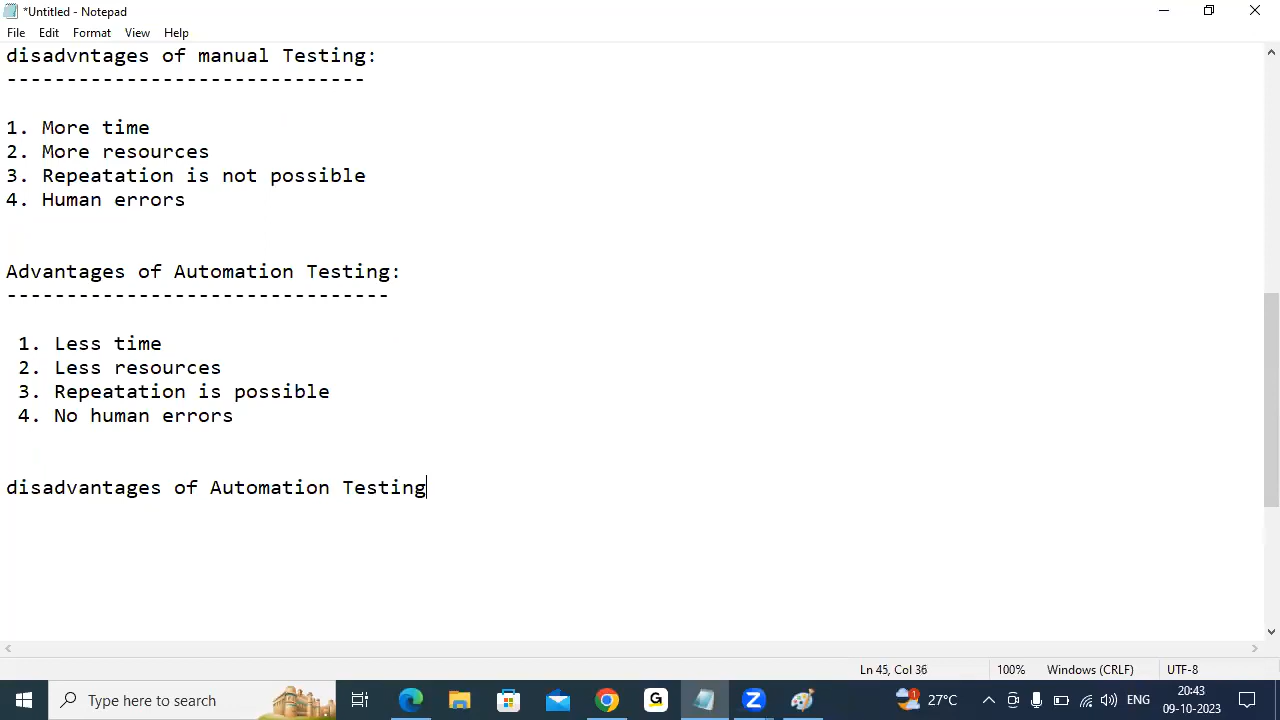 *Untitled - Notepad
File Edit Format View Help
disadvntages of manual Testing:
------------------------------
1. More time
2. More resources
3. Repeatation is not possible
4. Human errors
Advantages of Automation Testing:
--------------------------------
1. Less time
2. Less resources
3. Repeatation is possible
4. No human errors
disadvantages of Automation Testing
Ln 45, Col 36 100% Windows (CRLF) UTF-8
Type here to search 1 G Z 27°C ENG 20:43
09-10-2023